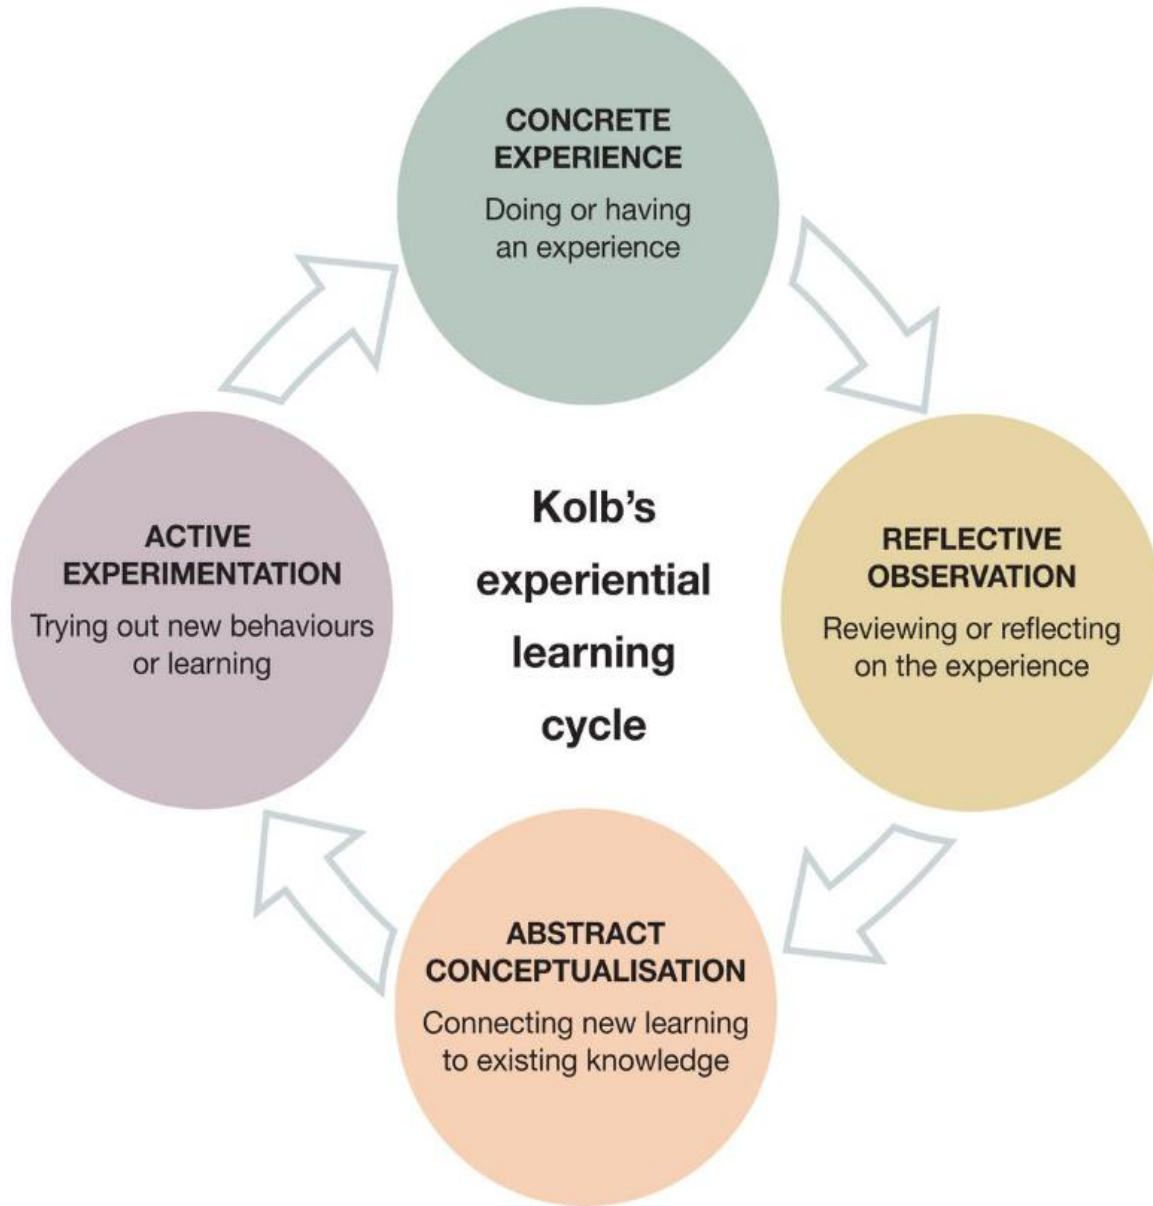 CONCRETE
EXPERIENCE
Doing or having
an experience
REFLECTIVE
OBSERVATION
Reviewing or reflecting
on the experience
ABSTRACT
CONCEPTUALISATION
Connecting new learning
to existing knowledge
ACTIVE
EXPERIMENTATION
Trying out new behaviours
or learning
Kolb’s
experiential
learning
cycle